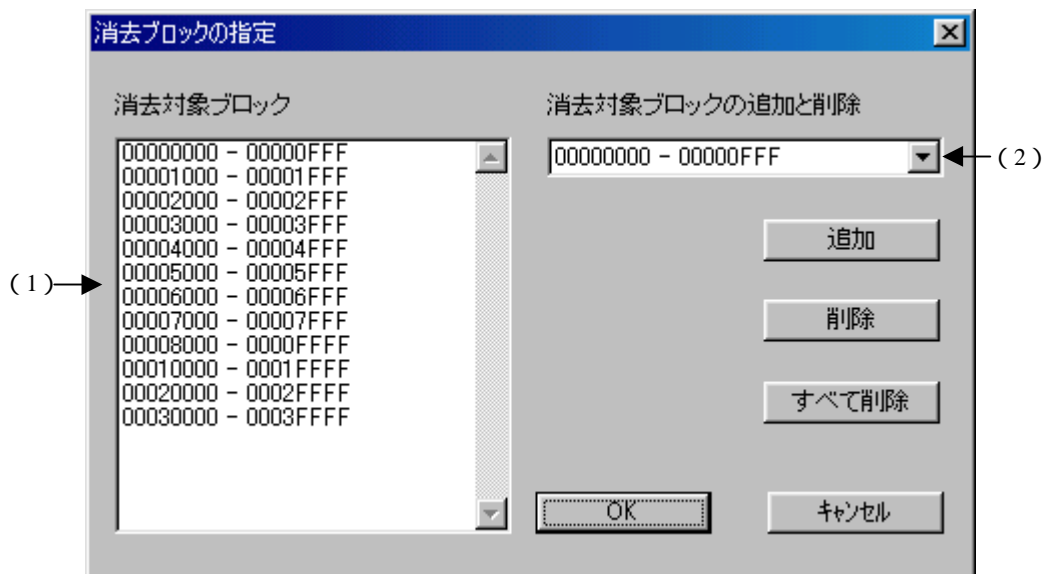 消去ブロックの指定
消去対象ブロック
00000000 - 00000FFF
00001000 - 00001FFF
00002000 - 00002FFF
00003000 - 00003FFF
00004000 - 00004FFF
00005000 - 00005FFF
00006000 - 00006FFF
00007000 - 00007FFF
00008000 - 0000FFFF
00010000 - 0001FFFF
00020000 - 0002FFFF
00030000 - 0003FFFF
(1)
消去対象ブロックの追加と削除
00000000 - 00000FFF
(2)
追加
削除
すべて削除
OK
キャンセル